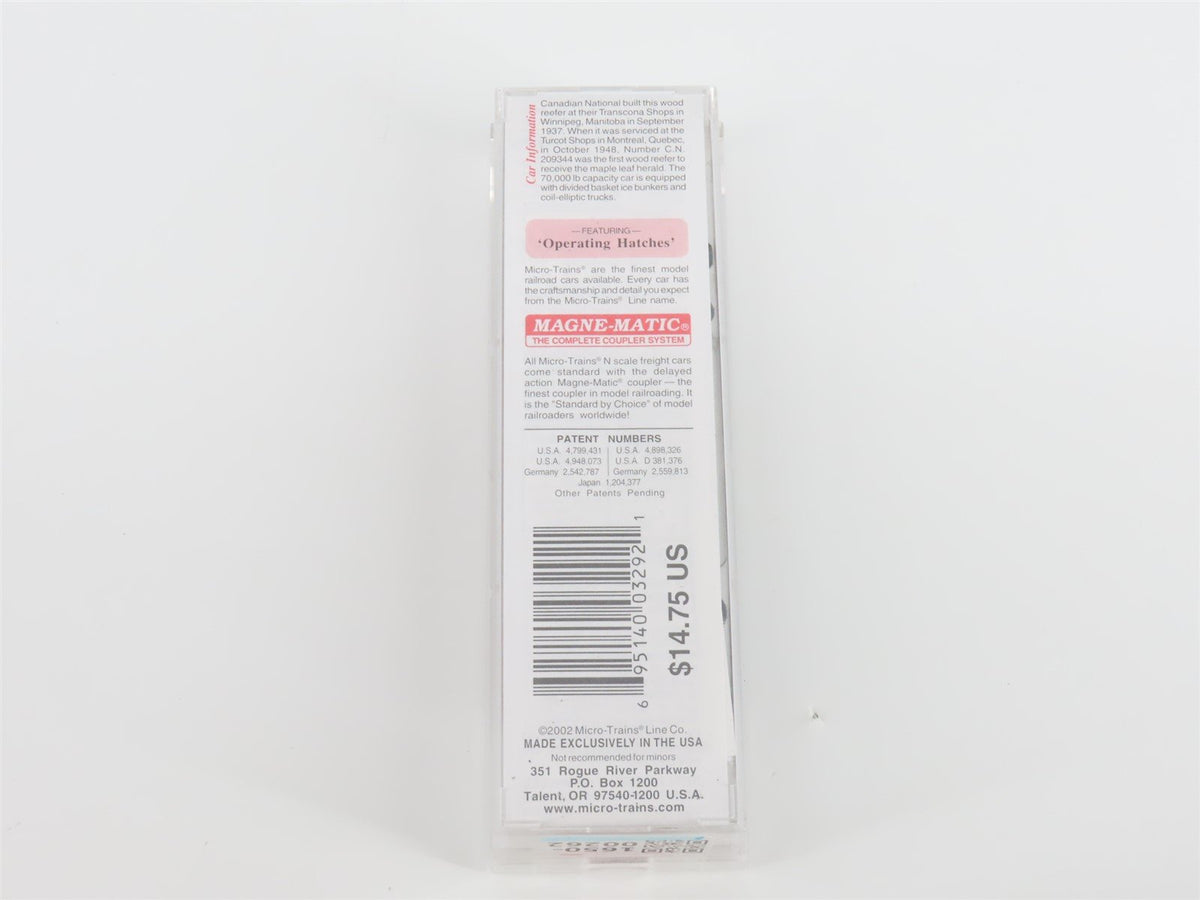 Car Information
Canadian National built this wood
reefer at their Transcona Shops in
Winnipeg, Manitoba in September
1937. When it was serviced at the
Turcot Shops in Montreal, Quebec,
in October 1948, Number C.N.
209344 was the first wood reefer to
receive the maple leaf herald. The
70,000 lb capacity car is equipped
with divided basket ice bunkers and
coil-elliptic trucks.
—FEATURING—
‘Operating Hatches’
Micro-Trains® are the finest model
railroad cars available. Every car has
the craftsmanship and detail you expect
from the Micro-Trains® Line name.
MAGNE-MATIC®
THE COMPLETE COUPLER SYSTEM
All Micro-Trains® N scale freight cars
come standard with the delayed
action Magne-Matic® coupler — the
finest coupler in model railroading. It
is the "Standard by Choice" of model
railroaders worldwide!
PATENT NUMBERS
U.S.A. 4,799,431 U.S.A. 4,898,326
U.S.A. 4,948,073 U.S.A. D 381,376
Germany 2,542,787 Germany 2,559,813
Japan 1,204,377
Other Patents Pending
6 95140 03292 1
$14.75 US
©2002 Micro-Trains® Line Co.
MADE EXCLUSIVELY IN THE USA
Not recommended for minors
351 Rogue River Parkway
P.O. Box 1200
Talent, OR 97540-1200 U.S.A.
www.micro-trains.com